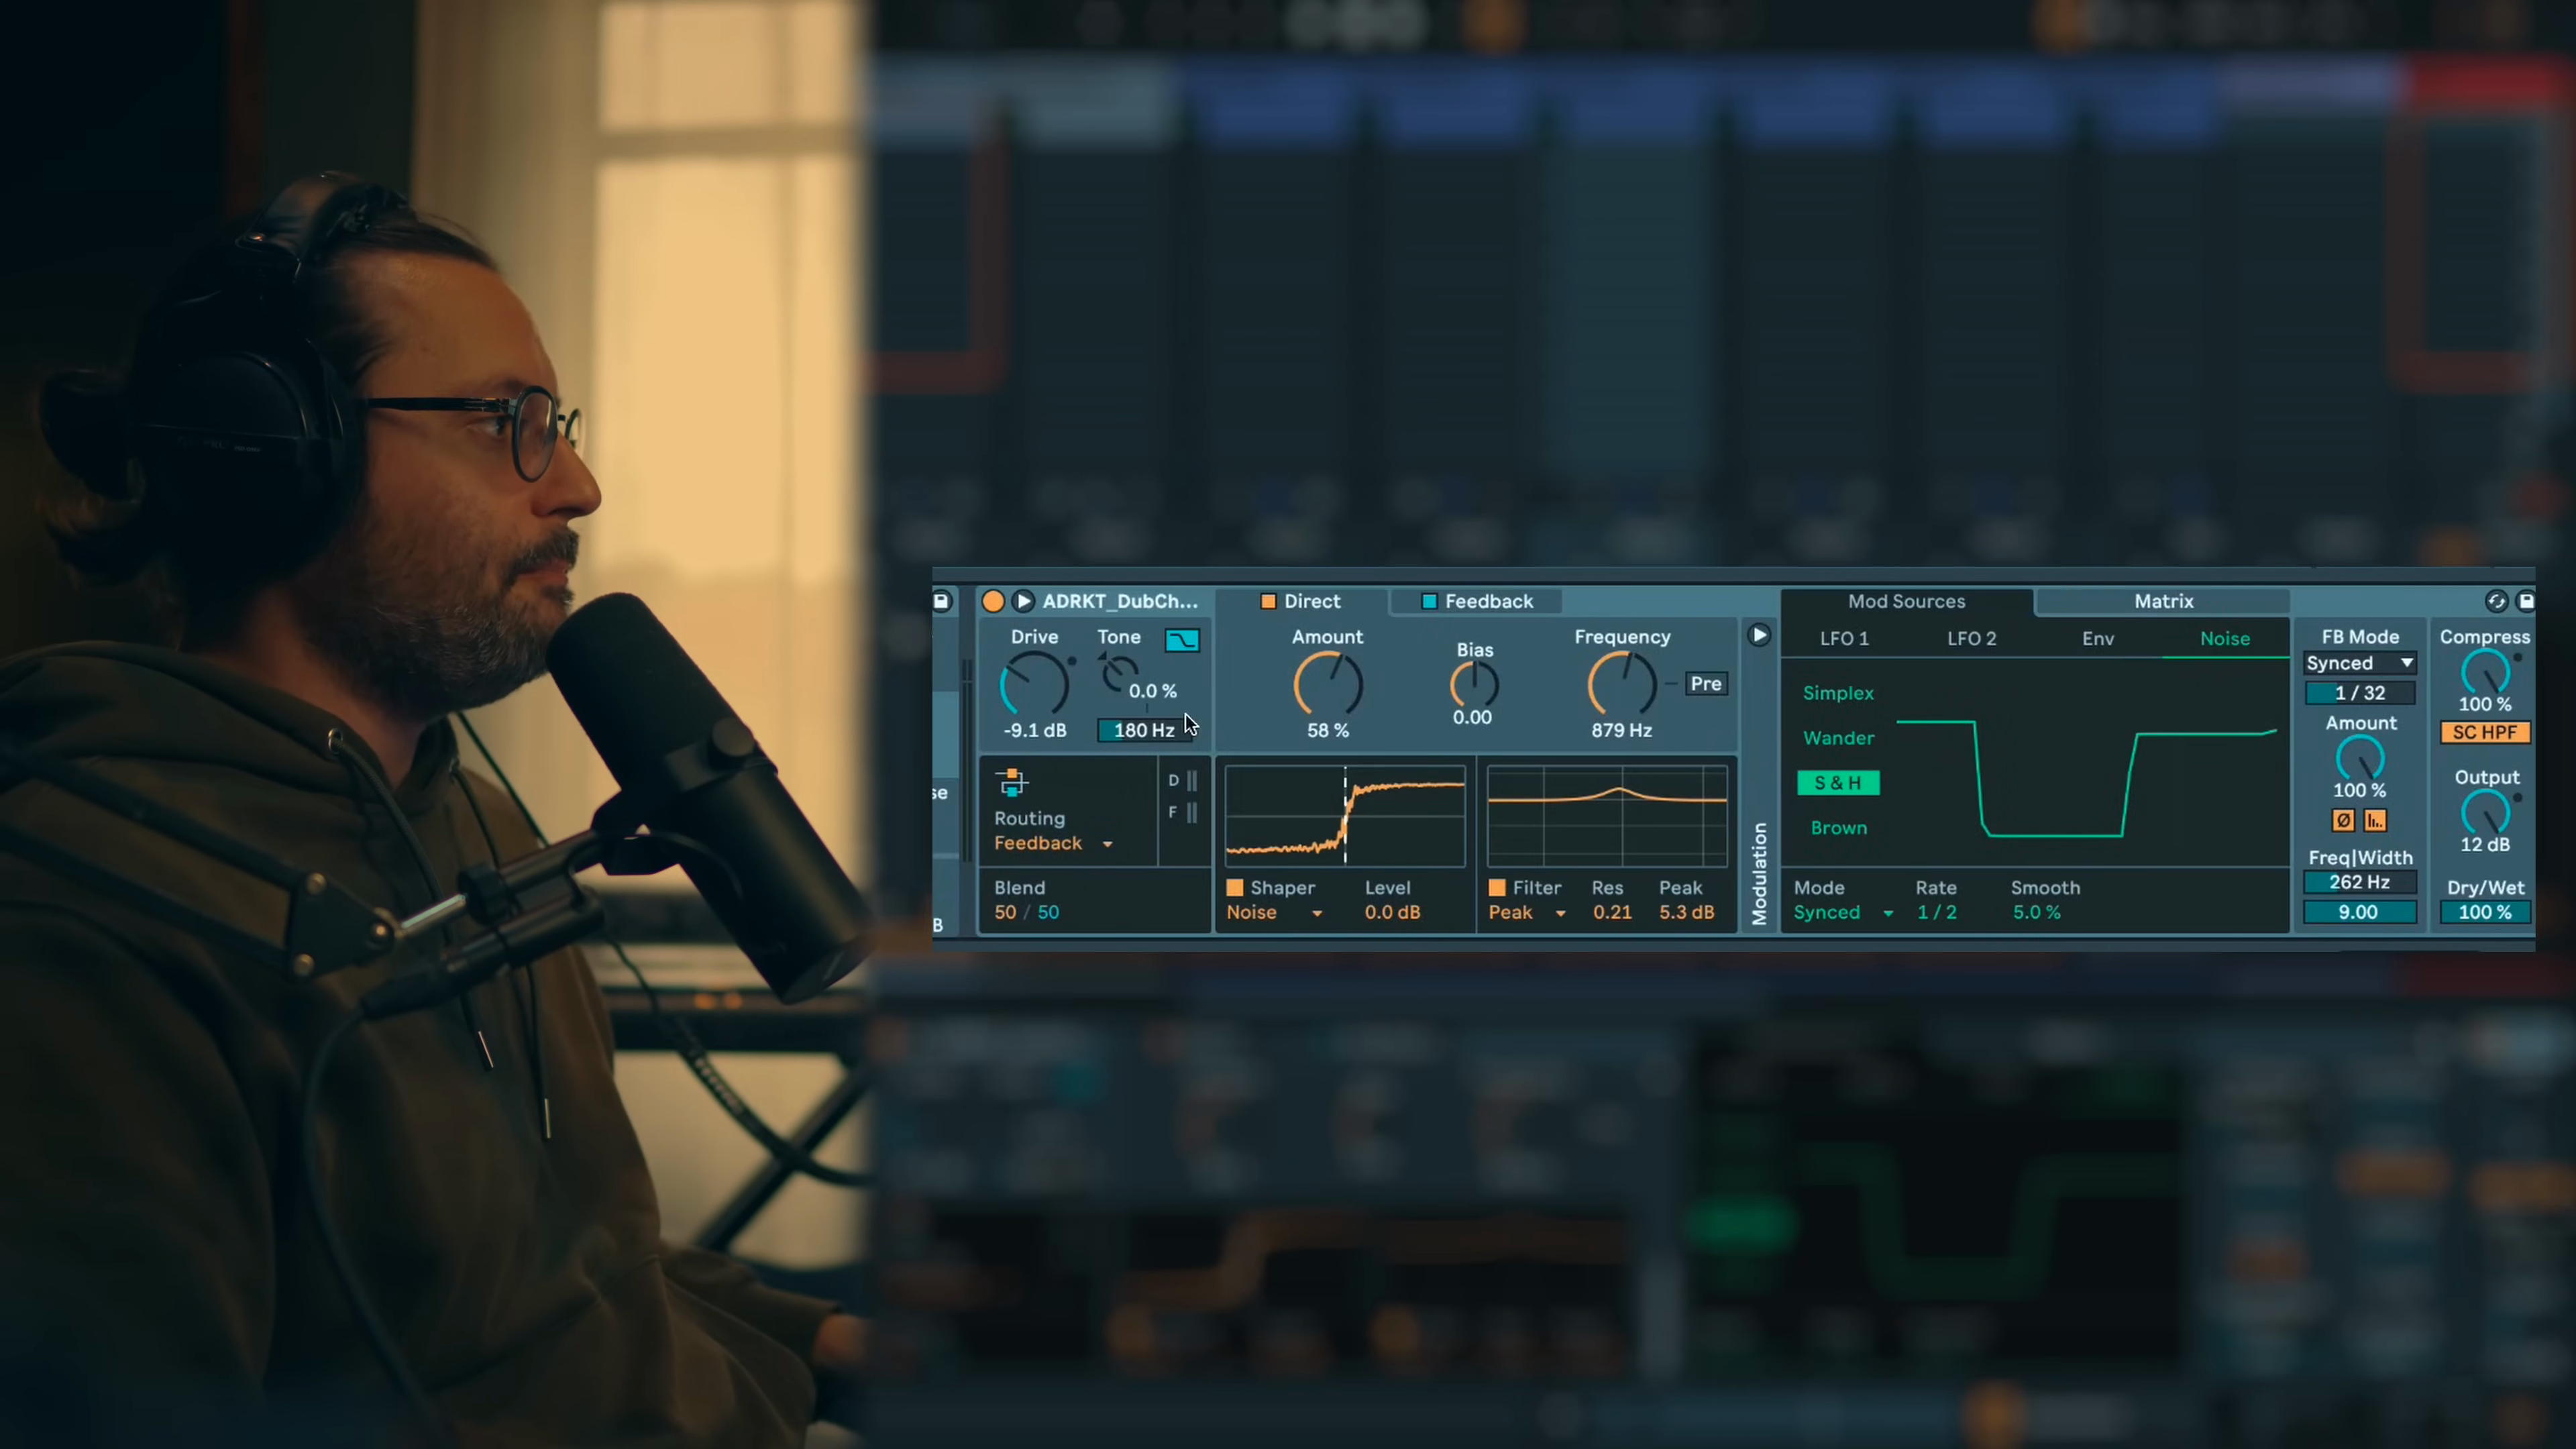 ADRKT_DubCh...
Direct
Feedback
Mod Sources
Matrix
Drive
Tone
0.0 %
-9.1 dB
180 Hz
Amount
58 %
Bias
0.00
Frequency
879 Hz
Pre
LFO 1
LFO 2
Env
Noise
Simplex
Wander
S & H
Brown
Mode
Rate
Smooth
Synced
1 / 2
5.0 %
FB Mode
Synced
1 / 32
Amount
100 %
Ø
Freq|Width
262 Hz
9.00
Compress
100 %
SC HPF
Output
12 dB
Dry/Wet
100 %
se
B
Routing
Feedback
D
F
Blend
50 / 50
Shaper
Level
Noise
0.0 dB
Filter
Res
Peak
Peak
0.21
5.3 dB
Modulation